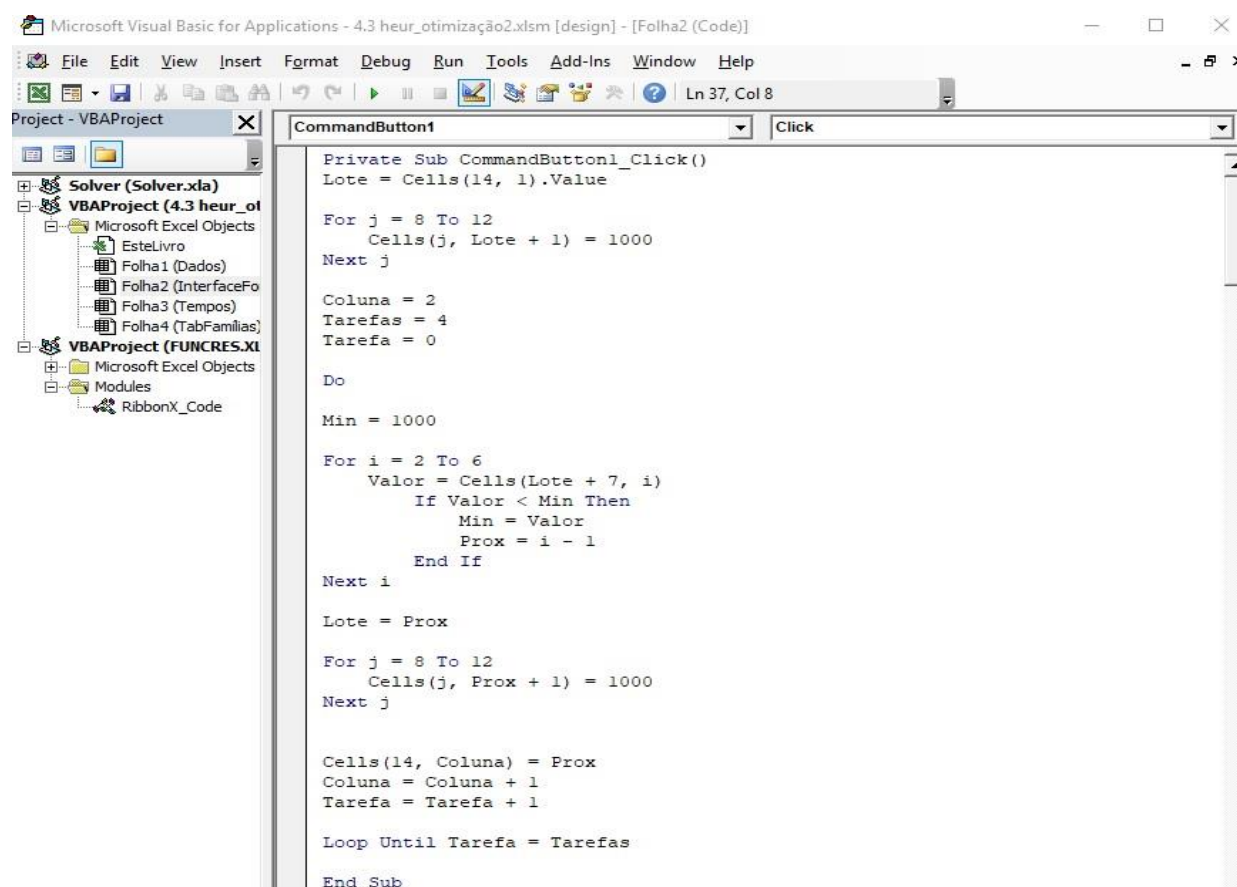 Microsoft Visual Basic for Applications - 4.3 heur_otimização2.xlsm [design] - [Folha2 (Code)]
File Edit View Insert Format Debug Run Tools Add-Ins Window Help
Ln 37, Col 8
Project - VBAProject
CommandButton1
Click
Solver (Solver.xla)
VBAProject (4.3 heur_ot
Microsoft Excel Objects
EsteLivro
Folha1 (Dados)
Folha2 (InterfaceFo
Folha3 (Tempos)
Folha4 (TabFamílias)
VBAProject (FUNCRES.XL
Microsoft Excel Objects
Modules
RibbonX_Code
Private Sub CommandButton1_Click()
Lote = Cells(14, 1).Value
For j = 8 To 12
Cells(j, Lote + 1) = 1000
Next j
Coluna = 2
Tarefas = 4
Tarefa = 0
Do
Min = 1000
For i = 2 To 6
Valor = Cells(Lote + 7, i)
If Valor < Min Then
Min = Valor
Prox = i - 1
End If
Next i
Lote = Prox
For j = 8 To 12
Cells(j, Prox + 1) = 1000
Next j
Cells(14, Coluna) = Prox
Coluna = Coluna + 1
Tarefa = Tarefa + 1
Loop Until Tarefa = Tarefas
End Sub